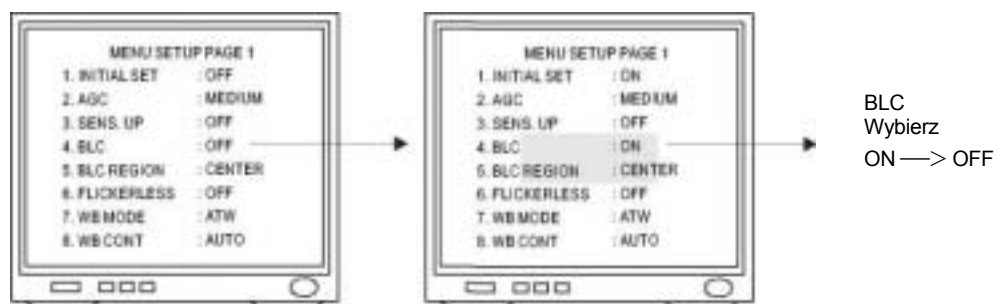 MENU SETUP PAGE 1
1. INITIAL SET : OFF
2. AGC : MEDIUM
3. SENS. UP : OFF
4. BLC : OFF
5. BLC REGION : CENTER
6. FLICKERLESS : OFF
7. WB MODE : ATW
8. WB CONT : AUTO
MENU SETUP PAGE 1
1. INITIAL SET : ON
2. AGC : MEDIUM
3. SENS. UP : OFF
4. BLC : ON
5. BLC REGION : CENTER
6. FLICKERLESS : OFF
7. WB MODE : ATW
8. WB CONT : AUTO
BLC
Wybierz
ON —> OFF